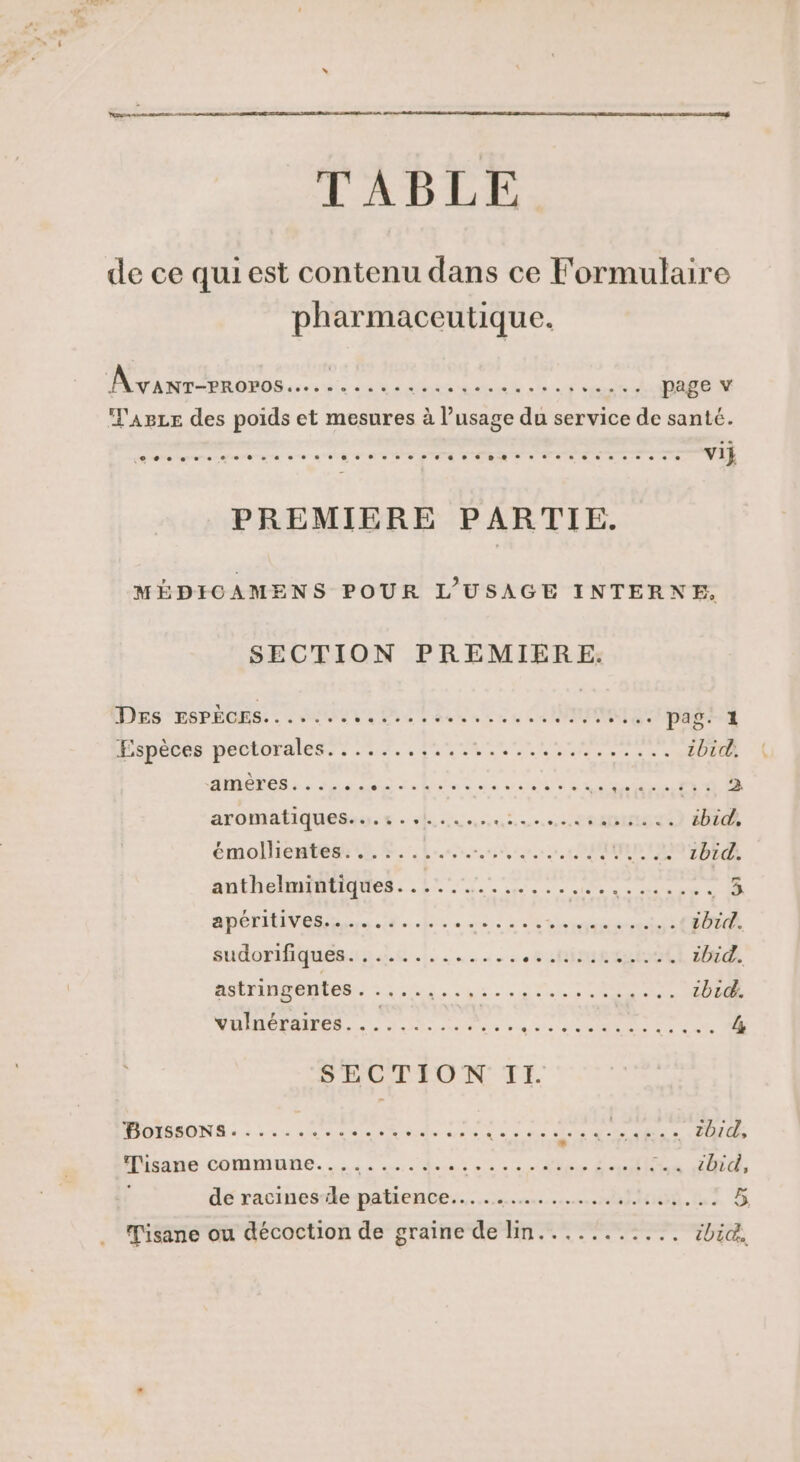 TABLE
de ce qui est contenu dans ce Formulaire
pharmaceutique.
AVANT-PROPOS................................ page v
TABLE des poids et mesures à l'usage du service de santé.
................................................ vij
PREMIERE PARTIE.
MÉDICAMENS POUR L'USAGE INTERNE.
SECTION PREMIERE.
DES ESPÈCES................................ pag. 1
Espèces pectorales............................ ibid.
amères................................ 2
aromatiques............................ ibid.
émollientes............................ ibid.
anthelmintiques............................ 3
apéritives............................ ibid.
sudorifiques............................ ibid.
astringentes............................ ibid.
vulnéraires............................ 4
SECTION II.
BOISSONS................................ ibid.
Tisane commune............................ ibid.
de racines de patience........................ 5
Tisane ou décoction de graine de lin............ ibid.